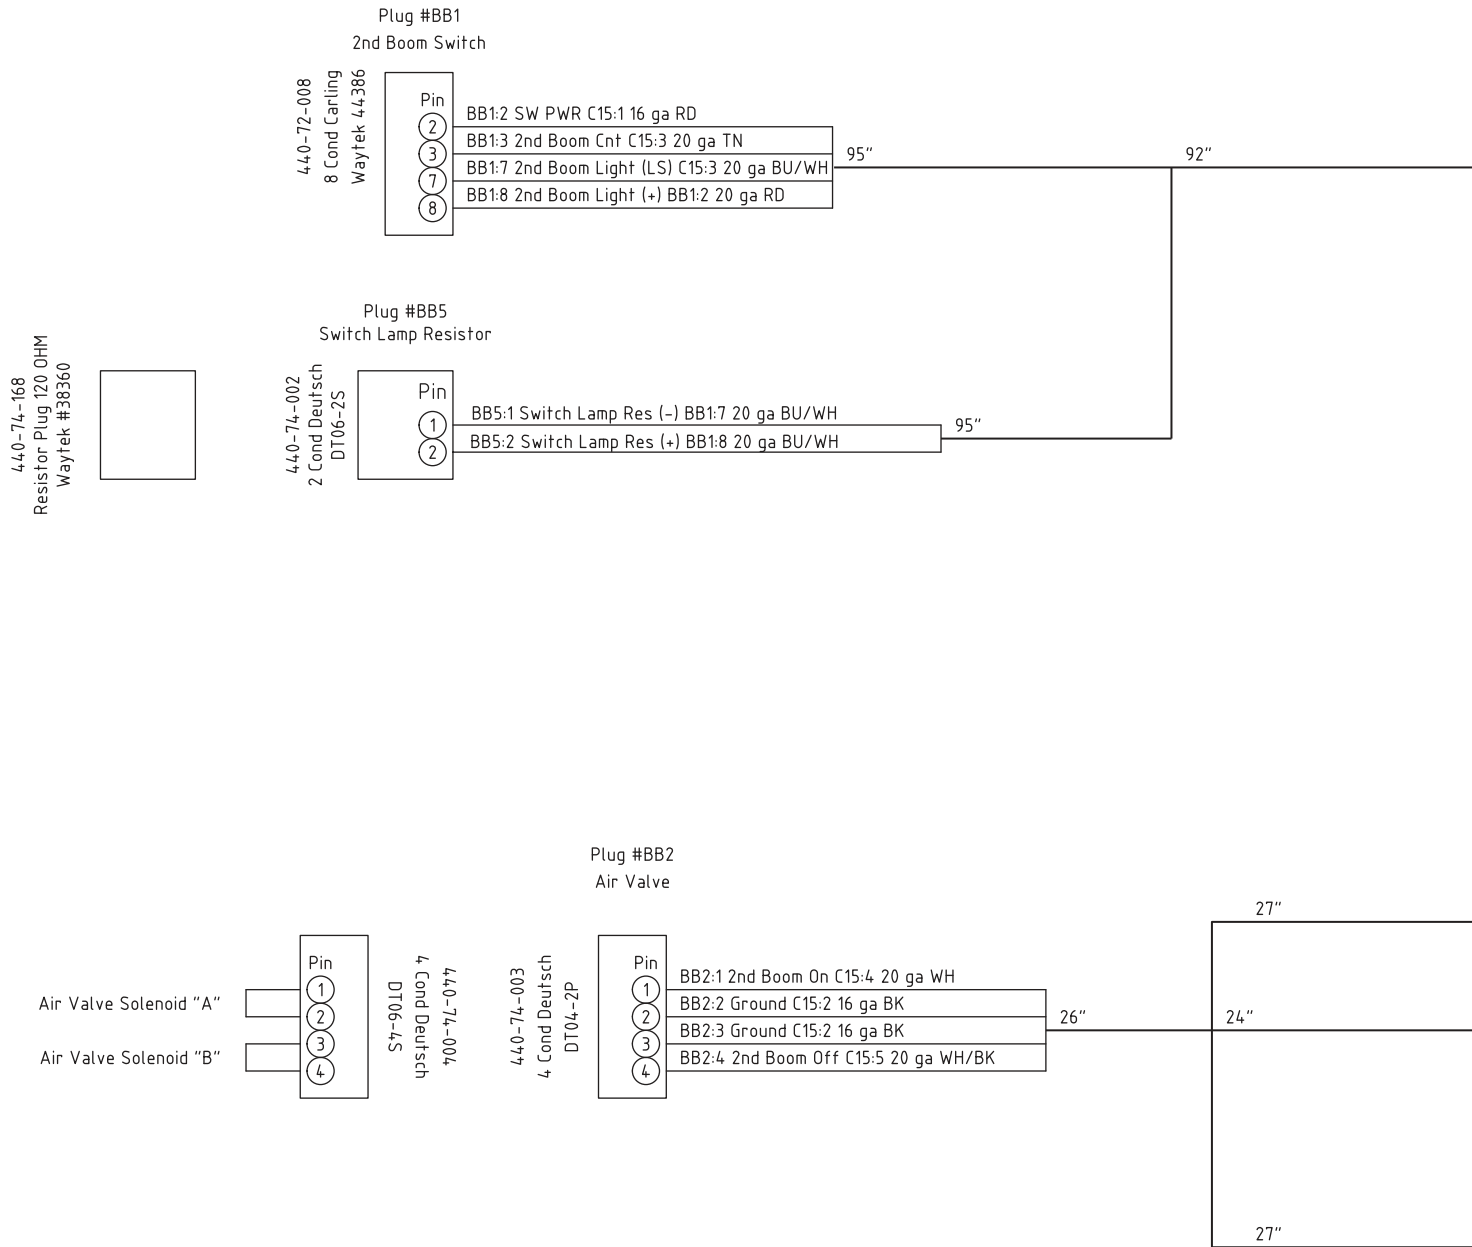 Plug #BB1
2nd Boom Switch
440-72-008
8 Cond Carling
Waytek 44386
Pin
2
3
7
8
BB1:2 SW PWR C15:1 16 ga RD
BB1:3 2nd Boom Cnt C15:3 20 ga TN
BB1:7 2nd Boom Light (LS) C15:3 20 ga BU/WH
BB1:8 2nd Boom Light (+) BB1:2 20 ga RD
95"
92"
Plug #BB5
Switch Lamp Resistor
440-74-168
Resistor Plug 120 OHM
Waytek #38360
440-74-002
2 Cond Deutsch
DT06-2S
Pin
1
2
BB5:1 Switch Lamp Res (-) BB1:7 20 ga BU/WH
BB5:2 Switch Lamp Res (+) BB1:8 20 ga BU/WH
95"
Plug #BB2
Air Valve
27"
Air Valve Solenoid "A"
Air Valve Solenoid "B"
Pin
1
2
3
4
440-74-004
4 Cond Deutsch
DT06-4S
440-74-003
4 Cond Deutsch
DT04-2P
Pin
1
2
3
4
BB2:1 2nd Boom On C15:4 20 ga WH
BB2:2 Ground C15:2 16 ga BK
BB2:3 Ground C15:2 16 ga BK
BB2:4 2nd Boom Off C15:5 20 ga WH/BK
26"
24"
27"